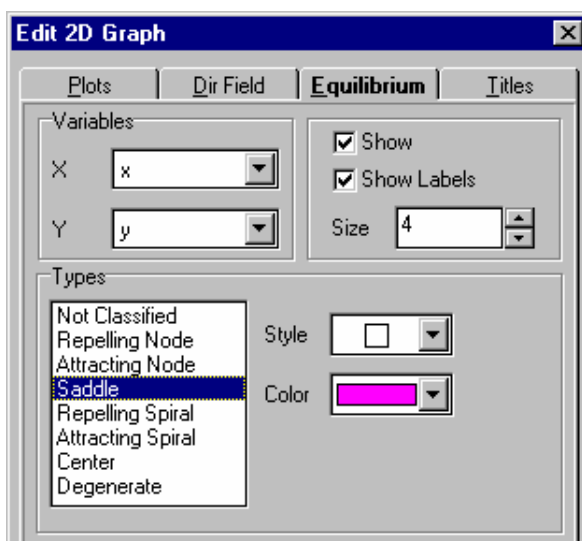 Edit 2D Graph
Plots Dir Field Equilibrium Titles
Variables
X x
Y y
Show
Show Labels
Size 4
Types
Not Classified
Repelling Node
Attracting Node
Saddle
Repelling Spiral
Attracting Spiral
Center
Degenerate
Style
Color